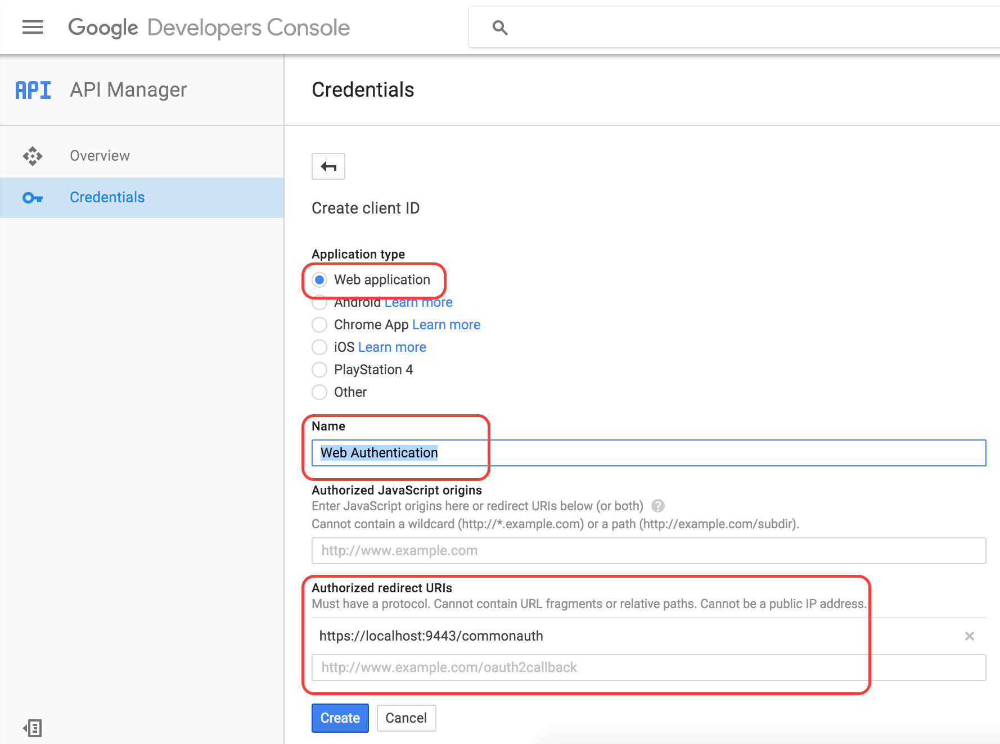 Google Developers Console
API API Manager
Credentials
Overview
Credentials
Create client ID
Application type
Web application
Android Learn more
Chrome App Learn more
iOS Learn more
PlayStation 4
Other
Name
Web Authentication
Authorized JavaScript origins
Enter JavaScript origins here or redirect URIs below (or both) ?
Cannot contain a wildcard (http://*.example.com) or a path (http://example.com/subdir).
http://www.example.com
Authorized redirect URIs
Must have a protocol. Cannot contain URL fragments or relative paths. Cannot be a public IP address.
https://localhost:9443/commonauth
http://www.example.com/oauth2callback
Create Cancel